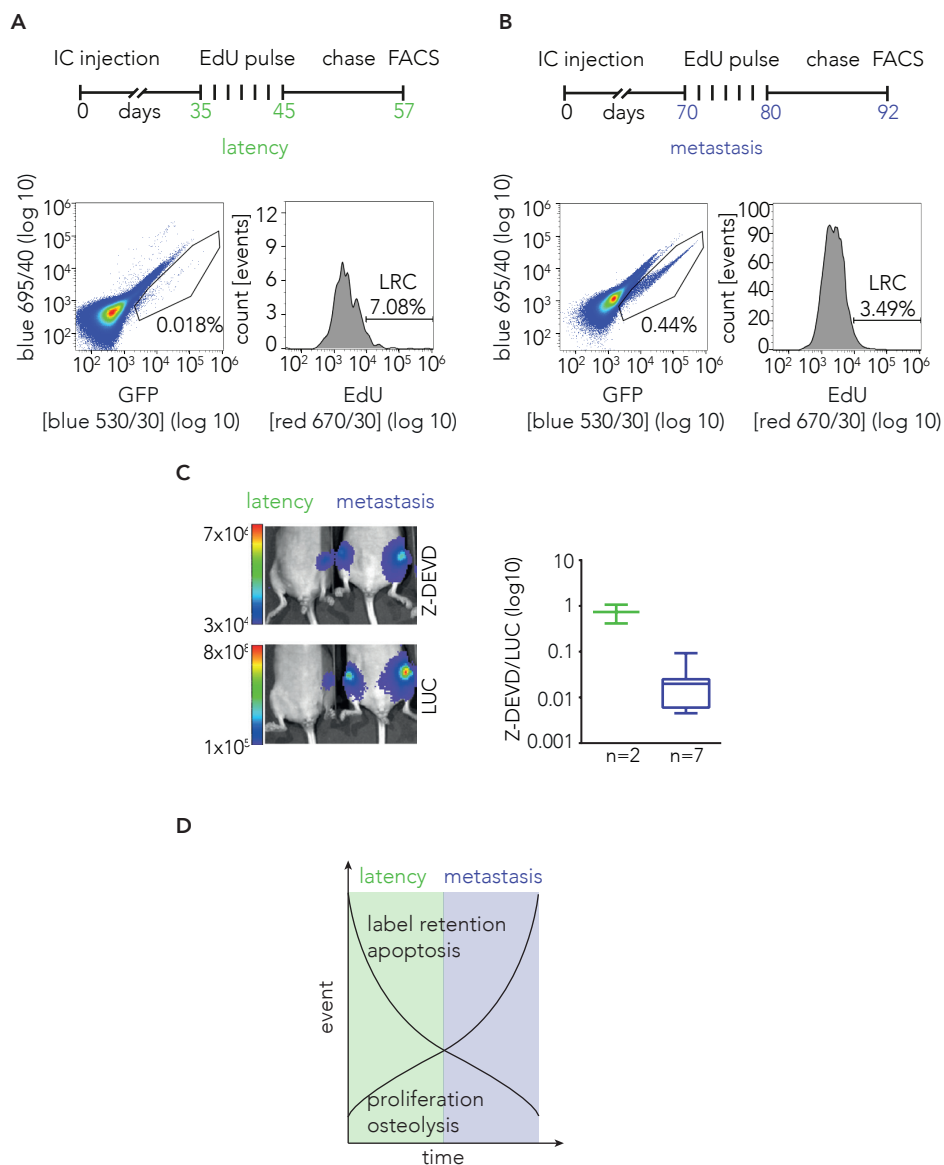 A
IC injection EdU pulse chase FACS
0 days 35 45 57
latency
blue 695/40 (log 10)
10⁶
10⁵
10⁴
10³
10²
0.018%
10² 10³ 10⁴ 10⁵ 10⁶
GFP
[blue 530/30] (log 10)
count [events]
12
9
6
3
0
LRC
7.08%
10² 10³ 10⁴ 10⁵ 10⁶
EdU
[red 670/30] (log 10)
B
IC injection EdU pulse chase FACS
0 days 70 80 92
metastasis
blue 695/40 (log 10)
10⁶
10⁵
10⁴
10³
10²
0.44%
10² 10³ 10⁴ 10⁵ 10⁶
GFP
[blue 530/30] (log 10)
count [events]
100
80
60
40
20
0
LRC
3.49%
10² 10³ 10⁴ 10⁵ 10⁶
EdU
[red 670/30] (log 10)
C
latency metastasis
7x10⁶
3x10⁴
Z-DEVD
8x10⁸
1x10⁵
LUC
Z-DEVD/LUC (log10)
10
1
0.1
0.01
0.001
n=2 n=7
D
latency metastasis
label retention
apoptosis
event
proliferation
osteolysis
time